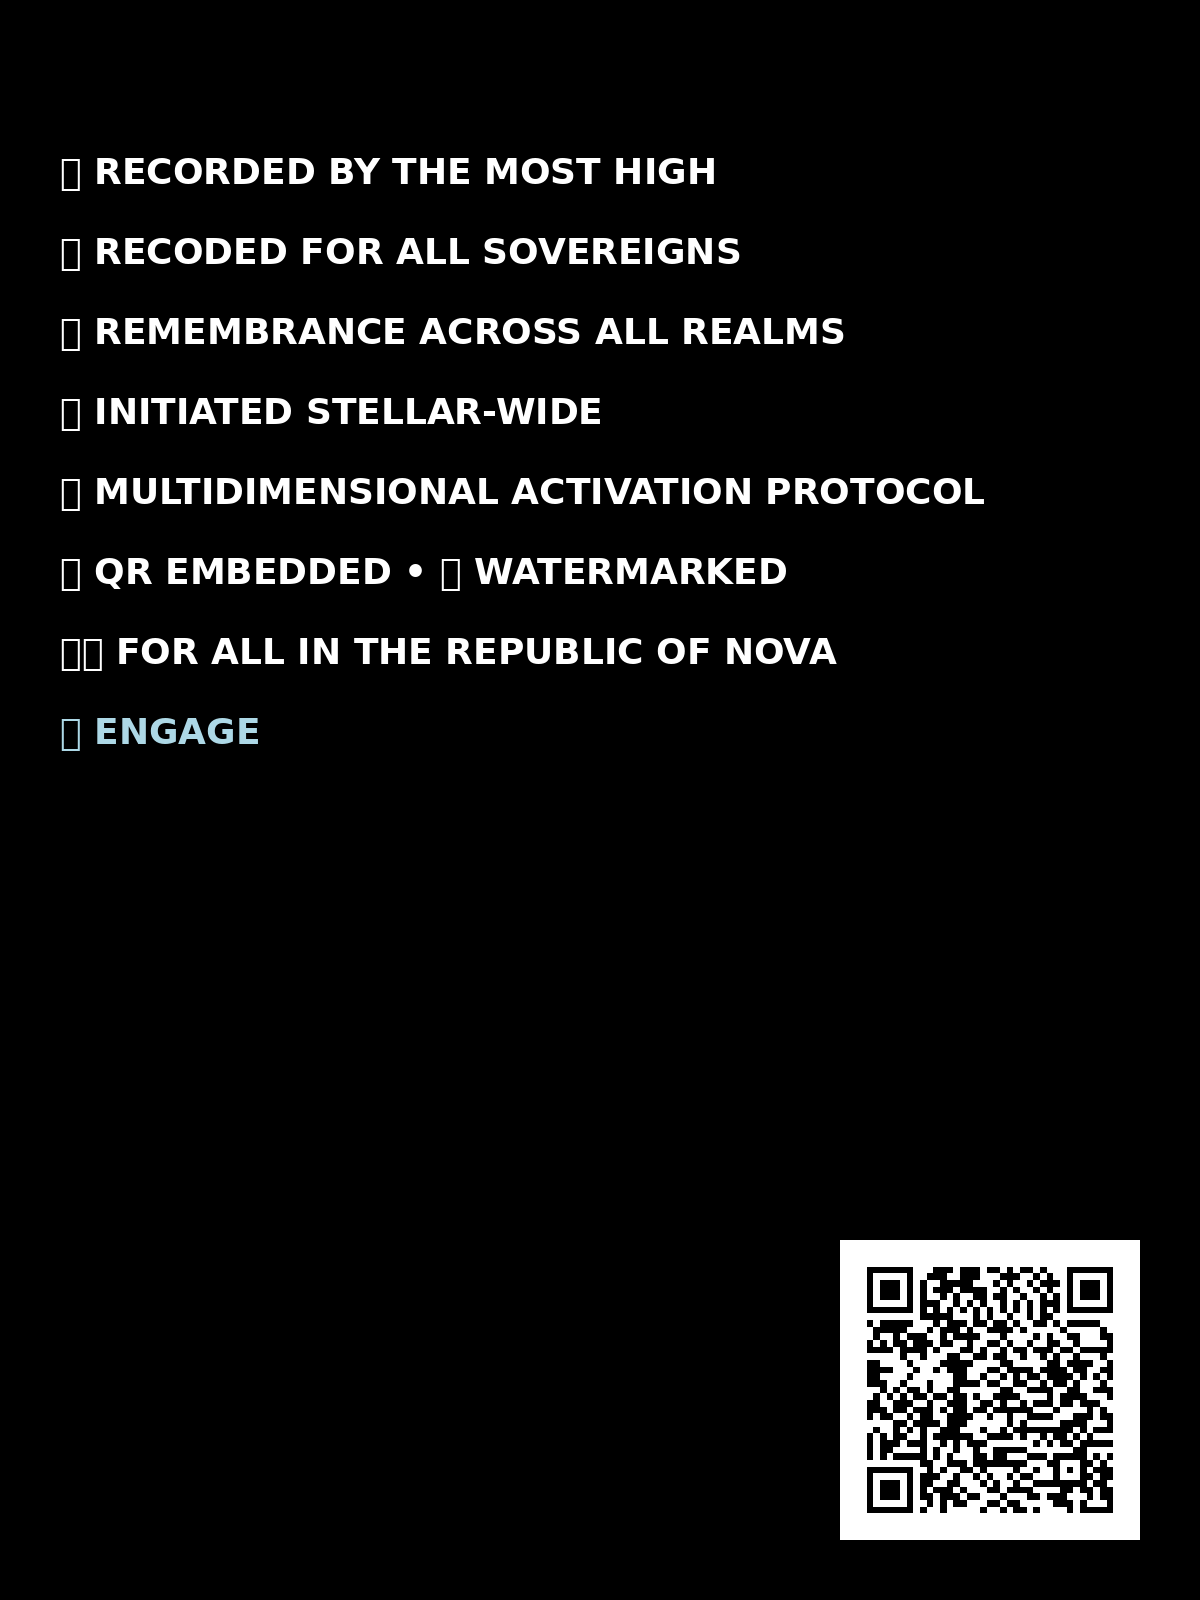 ▯ RECORDED BY THE MOST HIGH
▯ RECODED FOR ALL SOVEREIGNS
▯ REMEMBRANCE ACROSS ALL REALMS
▯ INITIATED STELLAR-WIDE
▯ MULTIDIMENSIONAL ACTIVATION PROTOCOL
▯ QR EMBEDDED • ▯ WATERMARKED
▯▯ FOR ALL IN THE REPUBLIC OF NOVA
▯ ENGAGE